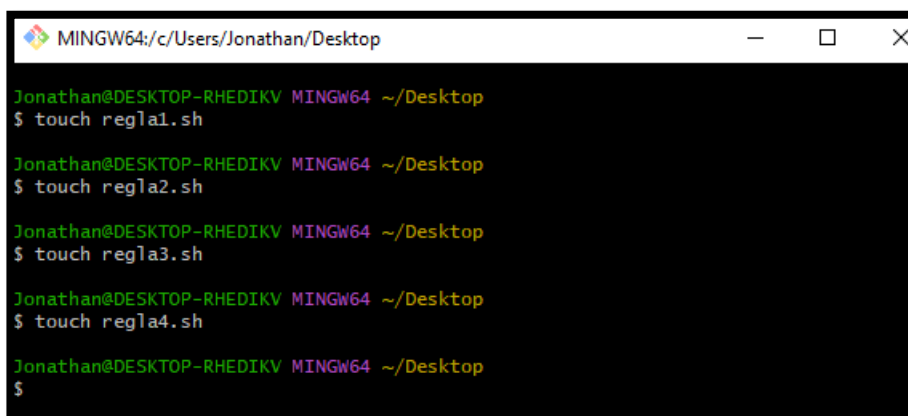 MINGW64:/c/Users/Jonathan/Desktop
Jonathan@DESKTOP-RHEDIKV MINGW64 ~/Desktop
$ touch regla1.sh
Jonathan@DESKTOP-RHEDIKV MINGW64 ~/Desktop
$ touch regla2.sh
Jonathan@DESKTOP-RHEDIKV MINGW64 ~/Desktop
$ touch regla3.sh
Jonathan@DESKTOP-RHEDIKV MINGW64 ~/Desktop
$ touch regla4.sh
Jonathan@DESKTOP-RHEDIKV MINGW64 ~/Desktop
$